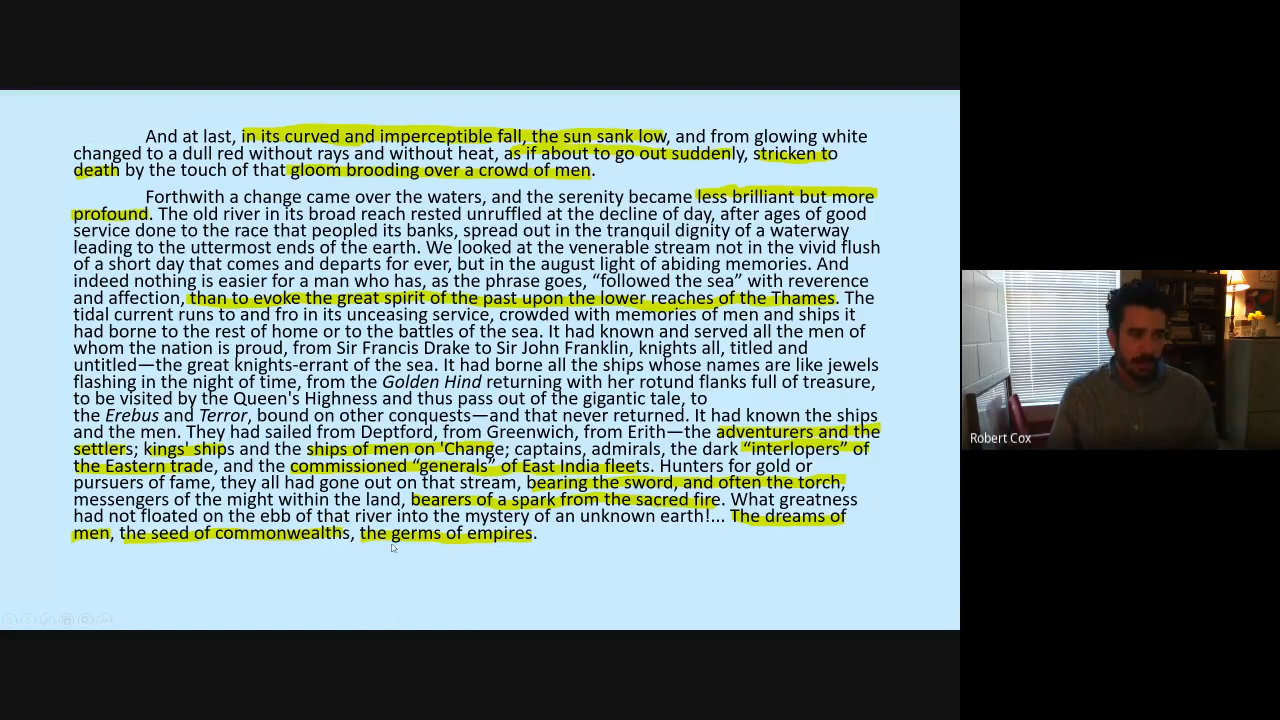 And at last, in its curved and imperceptible fall, the sun sank low, and from glowing white
changed to a dull red without rays and without heat, as if about to go out suddenly, stricken to
death by the touch of that gloom brooding over a crowd of men.
Forthwith a change came over the waters, and the serenity became less brilliant but more
profound. The old river in its broad reach rested unruffled at the decline of day, after ages of good
service done to the race that peopled its banks, spread out in the tranquil dignity of a waterway
leading to the uttermost ends of the earth. We looked at the venerable stream not in the vivid flush
of a short day that comes and departs for ever, but in the august light of abiding memories. And
indeed nothing is easier for a man who has, as the phrase goes, “followed the sea” with reverence
and affection, than to evoke the great spirit of the past upon the lower reaches of the Thames. The
tidal current runs to and fro in its unceasing service, crowded with memories of men and ships it
had borne to the rest of home or to the battles of the sea. It had known and served all the men of
whom the nation is proud, from Sir Francis Drake to Sir John Franklin, knights all, titled and
untitled—the great knights-errant of the sea. It had borne all the ships whose names are like jewels
flashing in the night of time, from the Golden Hind returning with her rotund flanks full of treasure,
to be visited by the Queen's Highness and thus pass out of the gigantic tale, to
the Erebus and Terror, bound on other conquests—and that never returned. It had known the ships
and the men. They had sailed from Deptford, from Greenwich, from Erith—the adventurers and the
settlers; kings' ships and the ships of men on 'Change; captains, admirals, the dark “interlopers” of
the Eastern trade, and the commissioned “generals” of East India fleets. Hunters for gold or
pursuers of fame, they all had gone out on that stream, bearing the sword, and often the torch,
messengers of the might within the land, bearers of a spark from the sacred fire. What greatness
had not floated on the ebb of that river into the mystery of an unknown earth!... The dreams of
men, the seed of commonwealths, the germs of empires.
Robert Cox